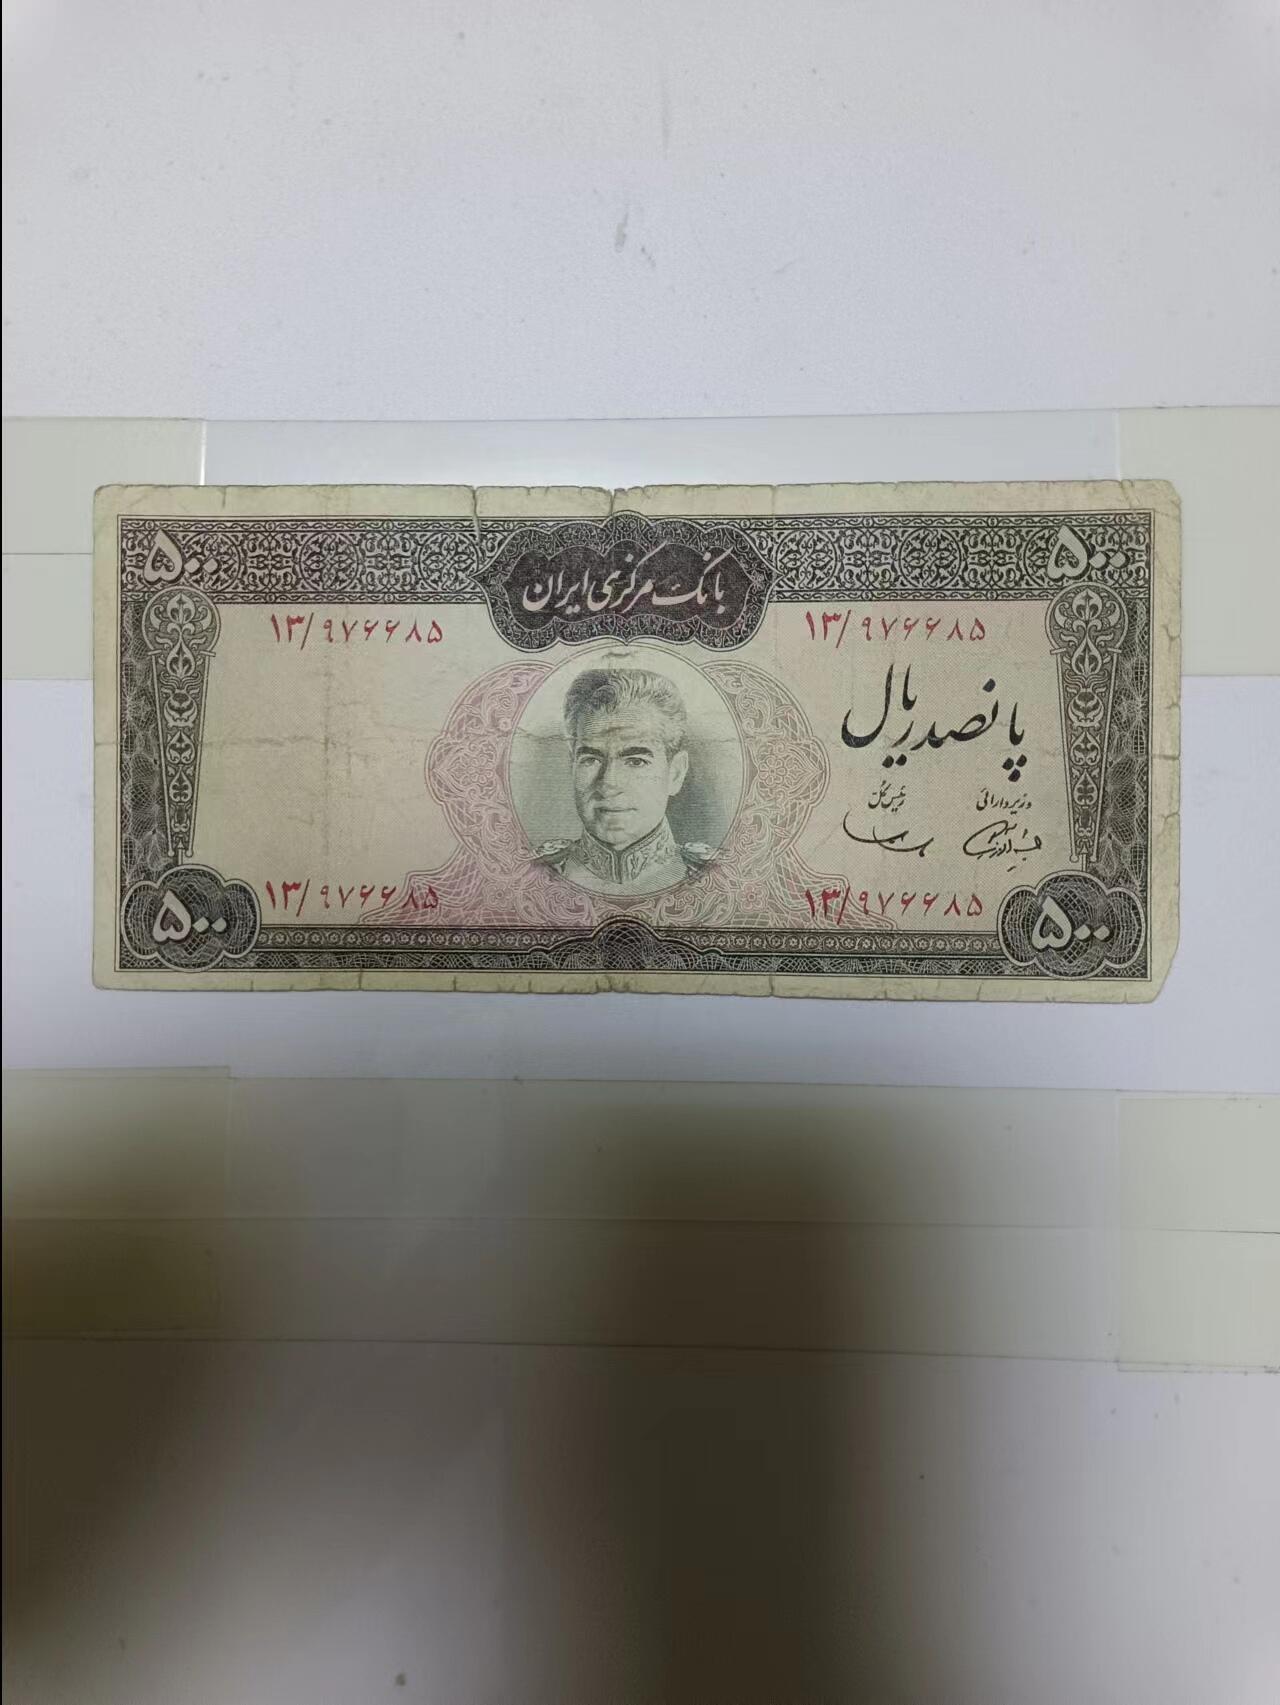 ۵۰۰ ۵۰۰
بانک مرکزی ایران
۱۳/۹۷۶۶۸۵ ۱۳/۹۷۶۶۸۵
پانصد ریال
وزیر دارائی رئیس کل
۱۳/۹۷۶۶۸۵ ۱۳/۹۷۶۶۸۵
۵۰۰ ۵۰۰